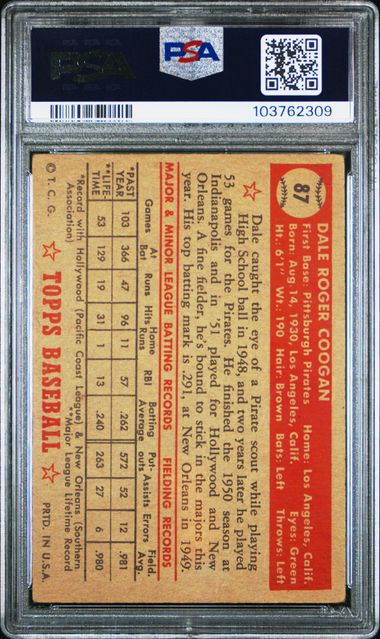 PSA
PSA
103762309
87
DALE ROGER COOGAN
First Base: Pittsburgh Pirates Home: Los Angeles, Calif.
Born: Aug. 14, 1930, Los Angeles, Calif. Eyes: Green
Ht.: 6'1" Wt.: 190 Hair: Brown Bats: Left Throws: Left
Dale caught the eye of a Pirate scout while playing
High School ball in 1948, and two years later he played
53 games for the Pirates. He finished the 1950 season at
Indianapolis and in '51 played for Hollywood and New
Orleans. A fine fielder, he's bound to stick in the majors this
year. His top batting mark is .291, at New Orleans in 1949.
MAJOR & MINOR LEAGUE BATTING RECORDS FIELDING RECORDS
Games At Bat Runs Hits Home Runs RBI Batting Average Put-outs Assists Errors Field. Avg.
*PAST YEAR 103 366 47 96 11 57 .262 572 52 12 .981
**LIFE-TIME 53 129 19 31 1 13 .240 263 27 6 .980
*Record with Hollywood (Pacific Coast League) & New Orleans (Southern
Association) **Major League Lifetime Record
© T. C. G. TOPPS BASEBALL PRTD. IN U.S.A.